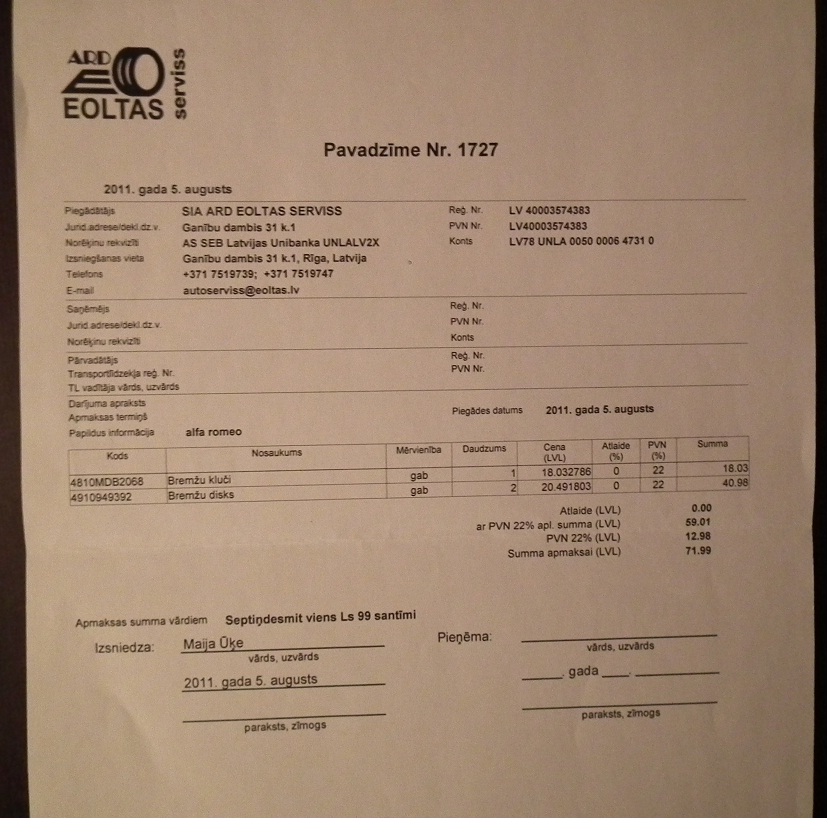 ARD
EOLTAS
serviss
Pavadzīme Nr. 1727
2011. gada 5. augusts
Piegādātājs SIA ARD EOLTAS SERVISS Reģ. Nr. LV 40003574383
Jurid.adrese/dekl.dz.v. Ganību dambis 31 k.1 PVN Nr. LV40003574383
Norēķinu rekvizīti AS SEB Latvijas Unibanka UNLALV2X Konts LV78 UNLA 0050 0006 4731 0
Izsniegšanas vieta Ganību dambis 31 k.1, Rīga, Latvija
Telefons +371 7519739; +371 7519747
E-mail autoserviss@eoltas.lv
Saņēmējs Reģ. Nr.
Jurid.adrese/dekl.dz.v. PVN Nr.
Norēķinu rekvizīti Konts
Pārvadātājs Reģ. Nr.
Transportlīdzekļa reģ. Nr. PVN Nr.
TL vadītāja vārds, uzvārds
Darījuma apraksts
Apmaksas termiņš Piegādes datums 2011. gada 5. augusts
Papildus informācija alfa romeo
Kods Nosaukums Mērvienība Daudzums Cena (LVL) Atlaide (%) PVN (%) Summa
4810MDB2068 Bremžu kluči gab 1 18.032786 0 22 18.03
4910949392 Bremžu disks gab 2 20.491803 0 22 40.98
Atlaide (LVL) 0.00
ar PVN 22% apl. summa (LVL) 59.01
PVN 22% (LVL) 12.98
Summa apmaksai (LVL) 71.99
Apmaksas summa vārdiem Septiņdesmit viens Ls 99 santīmi
Izsniedza: Maija Ūķe Pieņēma:
vārds, uzvārds vārds, uzvārds
2011. gada 5. augusts . gada .
paraksts, zīmogs paraksts, zīmogs